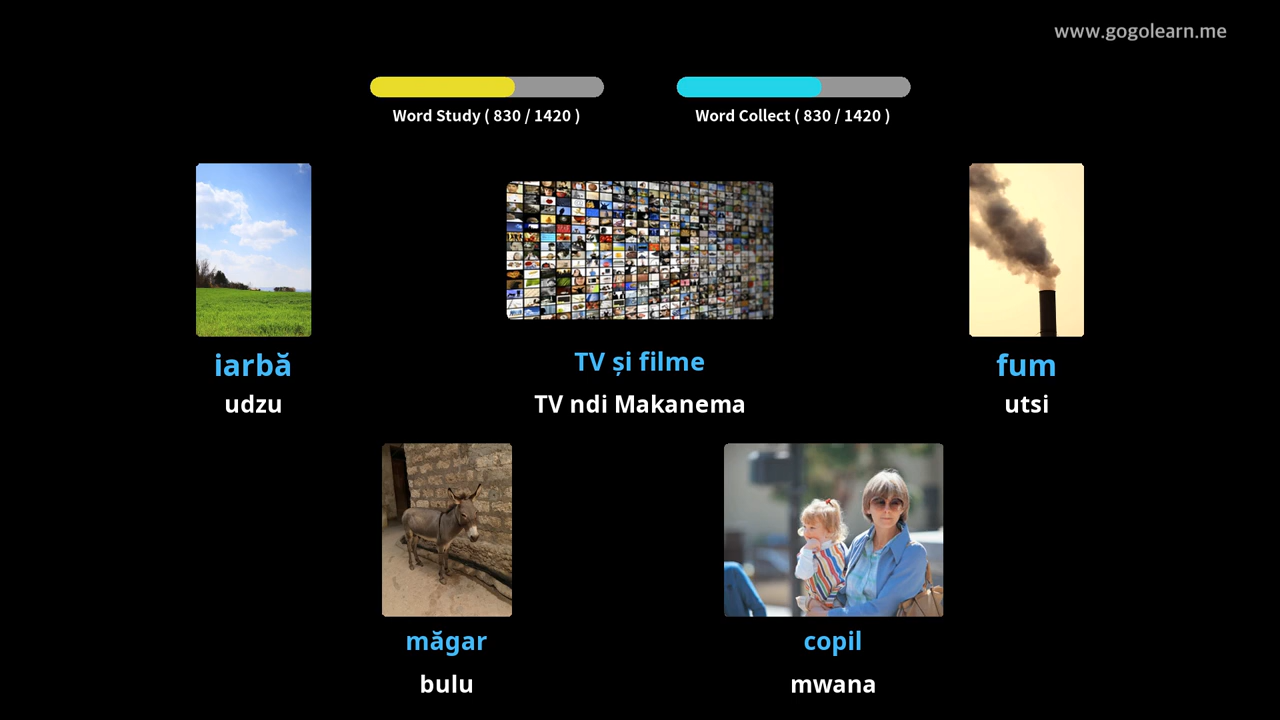 www.gogolearn.me
Word Study ( 830 / 1420 )
Word Collect ( 830 / 1420 )
iarbă
udzu
TV și filme
TV ndi Makanema
fum
utsi
măgar
bulu
copil
mwana